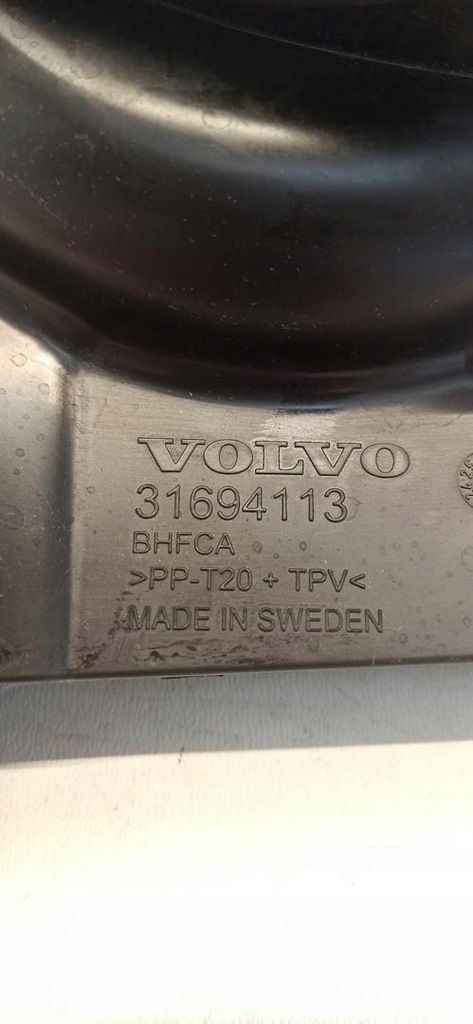 VOLVO
31694113
BHFCA
>PP-T20 + TPV<
MADE IN SWEDEN